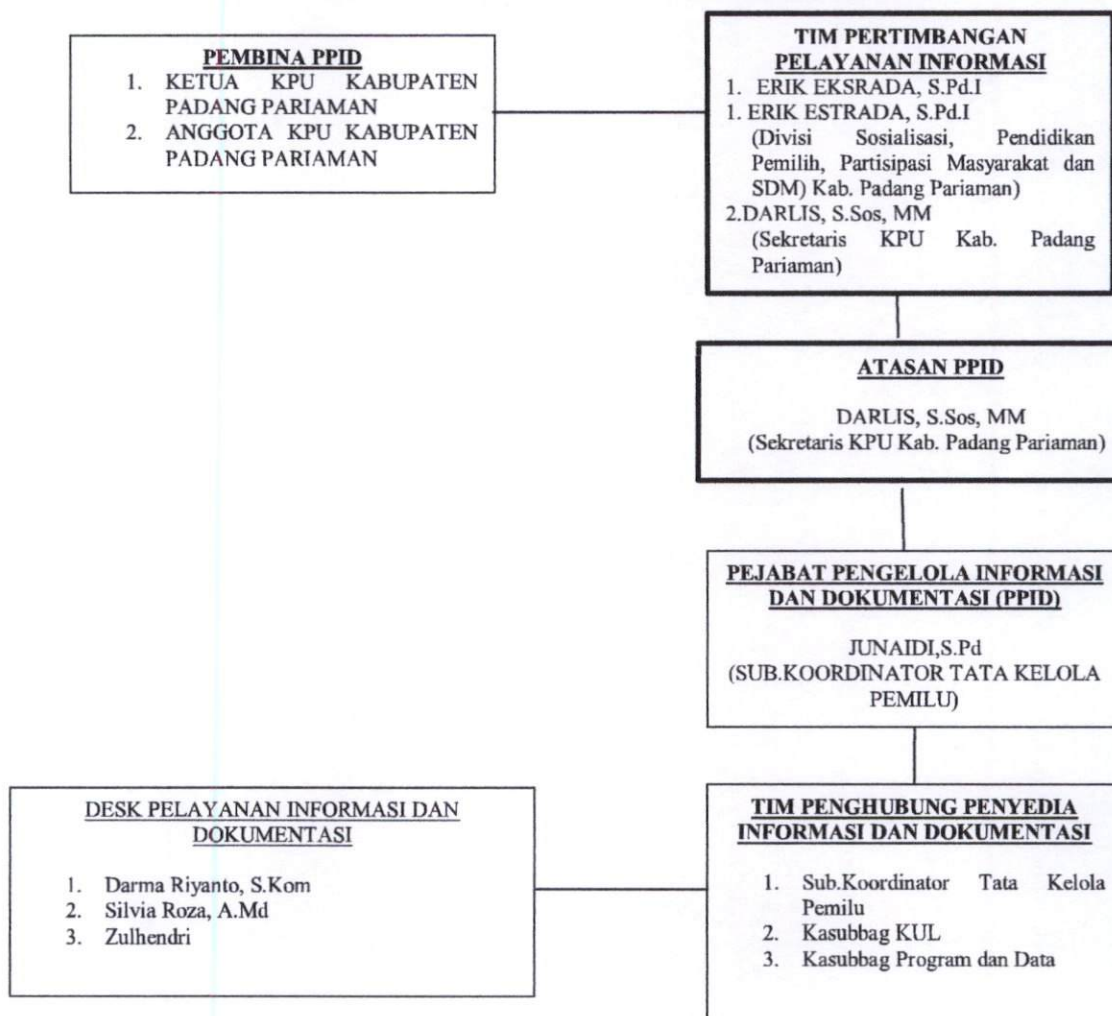 PEMBINA PPID
1. KETUA KPU KABUPATEN
PADANG PARIAMAN
2. ANGGOTA KPU KABUPATEN
PADANG PARIAMAN
TIM PERTIMBANGAN
PELAYANAN INFORMASI
1. ERIK EKSRADA, S.Pd.I
1. ERIK ESTRADA, S.Pd.I
(Divisi Sosialisasi, Pendidikan
Pemilih, Partisipasi Masyarakat dan
SDM) Kab. Padang Pariaman)
2.DARLIS, S.Sos, MM
(Sekretaris KPU Kab. Padang
Pariaman)
ATASAN PPID
DARLIS, S.Sos, MM
(Sekretaris KPU Kab. Padang Pariaman)
PEJABAT PENGELOLA INFORMASI
DAN DOKUMENTASI (PPID)
JUNAIDI,S.Pd
(SUB.KOORDINATOR TATA KELOLA
PEMILU)
DESK PELAYANAN INFORMASI DAN
DOKUMENTASI
1. Darma Riyanto, S.Kom
2. Silvia Roza, A.Md
3. Zulhendri
TIM PENGHUBUNG PENYEDIA
INFORMASI DAN DOKUMENTASI
1. Sub.Koordinator Tata Kelola
Pemilu
2. Kasubbag KUL
3. Kasubbag Program dan Data